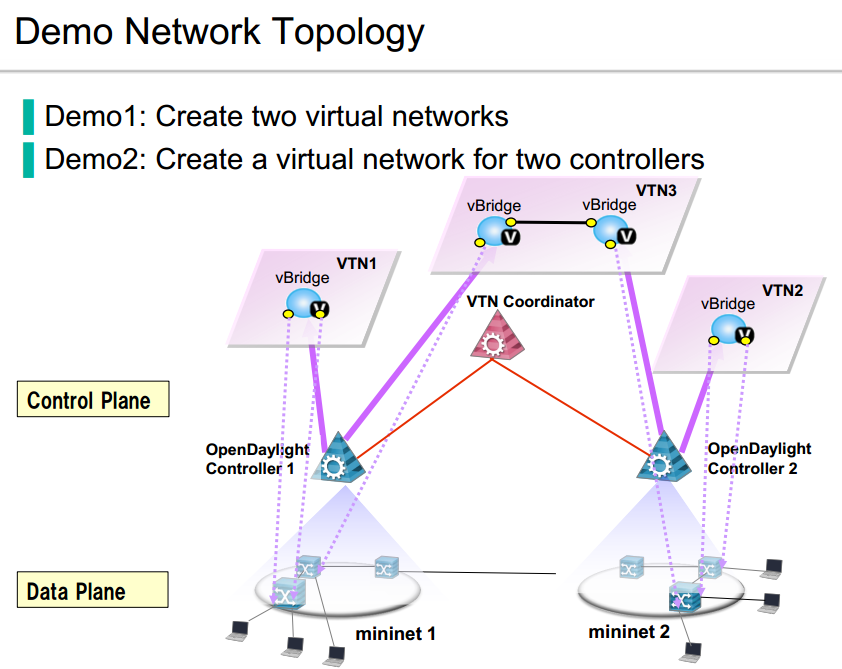 Demo Network Topology
Demo1: Create two virtual networks
Demo2: Create a virtual network for two controllers
VTN3
vBridge
vBridge
V
V
VTN1
vBridge
V
VTN Coordinator
VTN2
vBridge
V
Control Plane
OpenDaylight
Controller 1
OpenDaylight
Controller 2
Data Plane
mininet 1
mininet 2